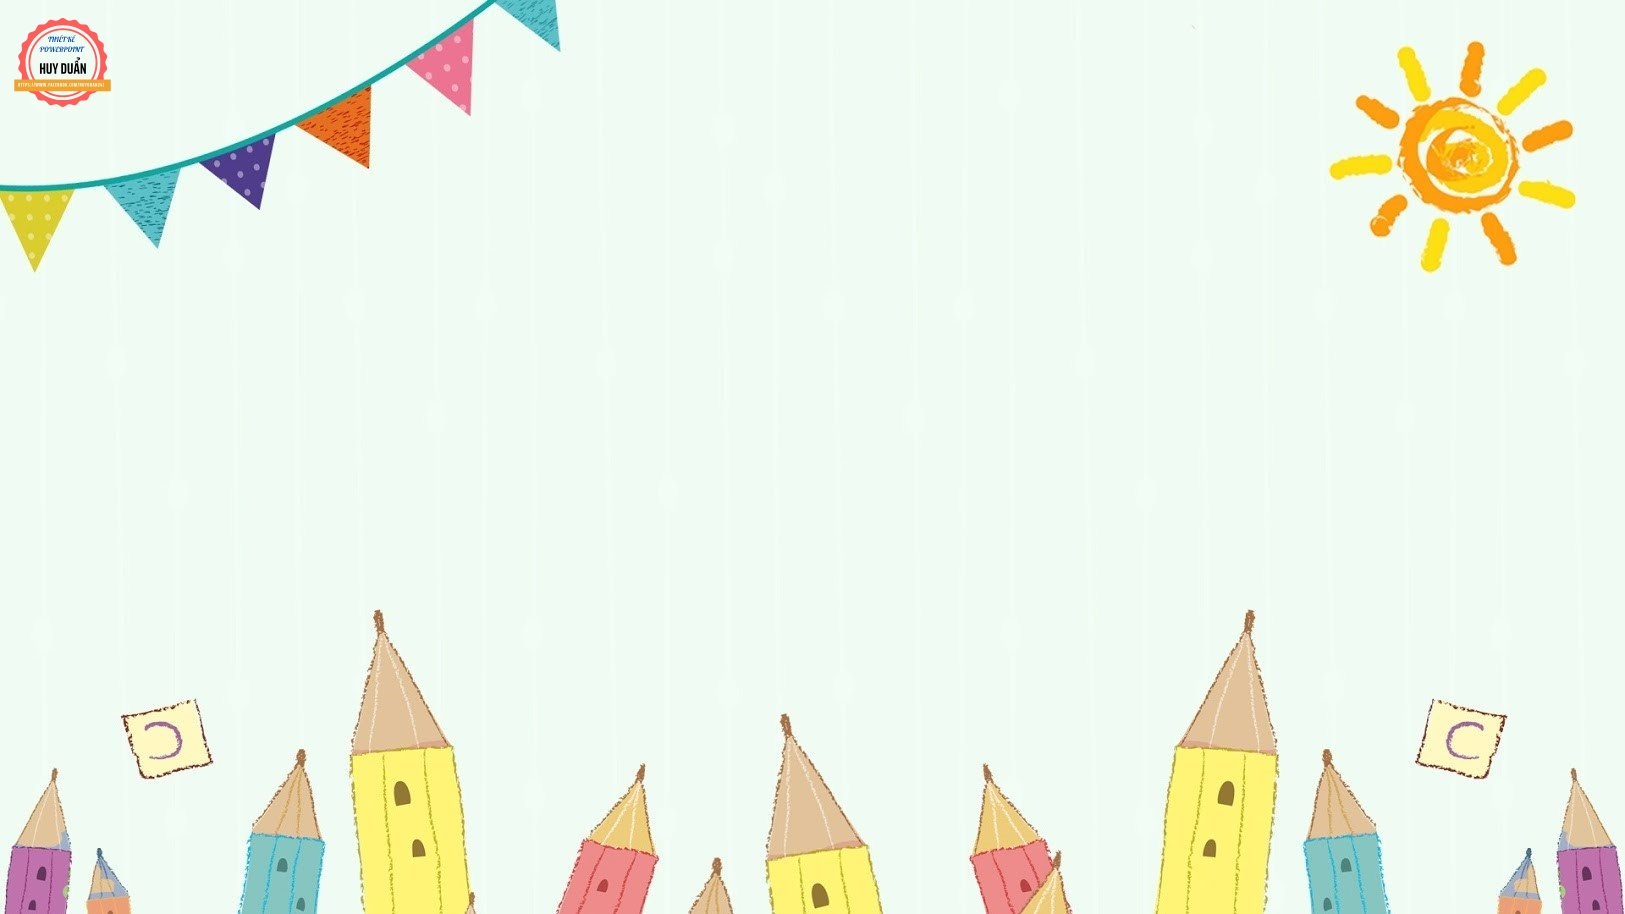 THIẾT KẾ
POWERPOINT
HUY DUẨN
C
C